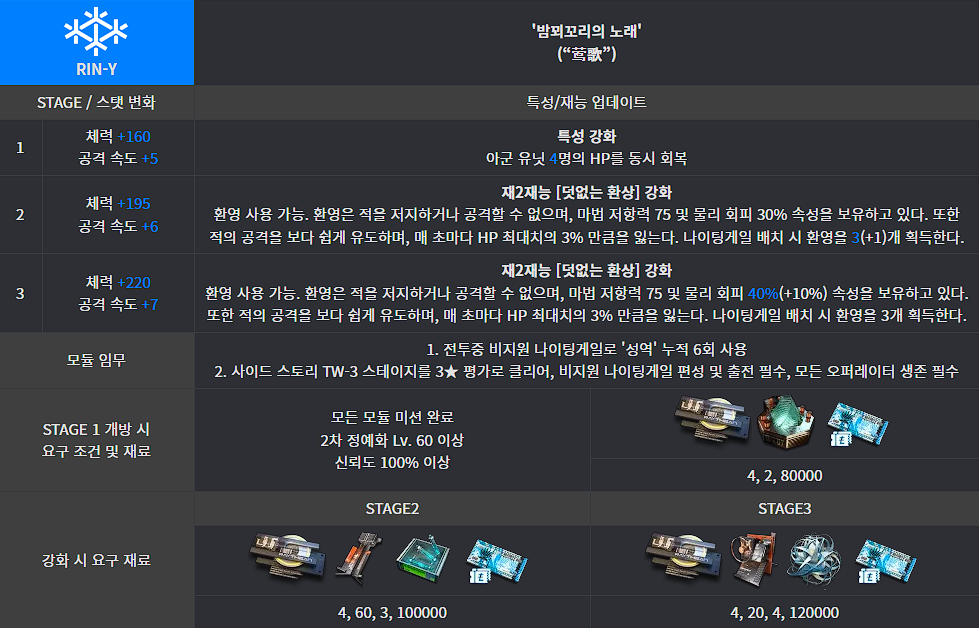 RIN-Y
'밤꾀꼬리의 노래'
(“莺歌”)
STAGE / 스탯 변화
특성/재능 업데이트
1
체력 +160
공격 속도 +5
특성 강화
아군 유닛 4명의 HP를 동시 회복
2
체력 +195
공격 속도 +6
재2재능 [덧없는 환상] 강화
환영 사용 가능. 환영은 적을 저지하거나 공격할 수 없으며, 마법 저항력 75 및 물리 회피 30% 속성을 보유하고 있다. 또한
적의 공격을 보다 쉽게 유도하며, 매 초마다 HP 최대치의 3% 만큼을 잃는다. 나이팅게일 배치 시 환영을 3(+1)개 획득한다.
3
체력 +220
공격 속도 +7
재2재능 [덧없는 환상] 강화
환영 사용 가능. 환영은 적을 저지하거나 공격할 수 없으며, 마법 저항력 75 및 물리 회피 40%(+10%) 속성을 보유하고 있다.
또한 적의 공격을 보다 쉽게 유도하며, 매 초마다 HP 최대치의 3% 만큼을 잃는다. 나이팅게일 배치 시 환영을 3개 획득한다.
모듈 임무
1. 전투중 비지원 나이팅게일로 '성역' 누적 6회 사용
2. 사이드 스토리 TW-3 스테이지를 3★ 평가로 클리어, 비지원 나이팅게일 편성 및 출전 필수, 모든 오퍼레이터 생존 필수
STAGE 1 개방 시
요구 조건 및 재료
모든 모듈 미션 완료
2차 정예화 Lv. 60 이상
신뢰도 100% 이상
4, 2, 80000
강화 시 요구 재료
STAGE2
STAGE3
4, 60, 3, 100000
4, 20, 4, 120000